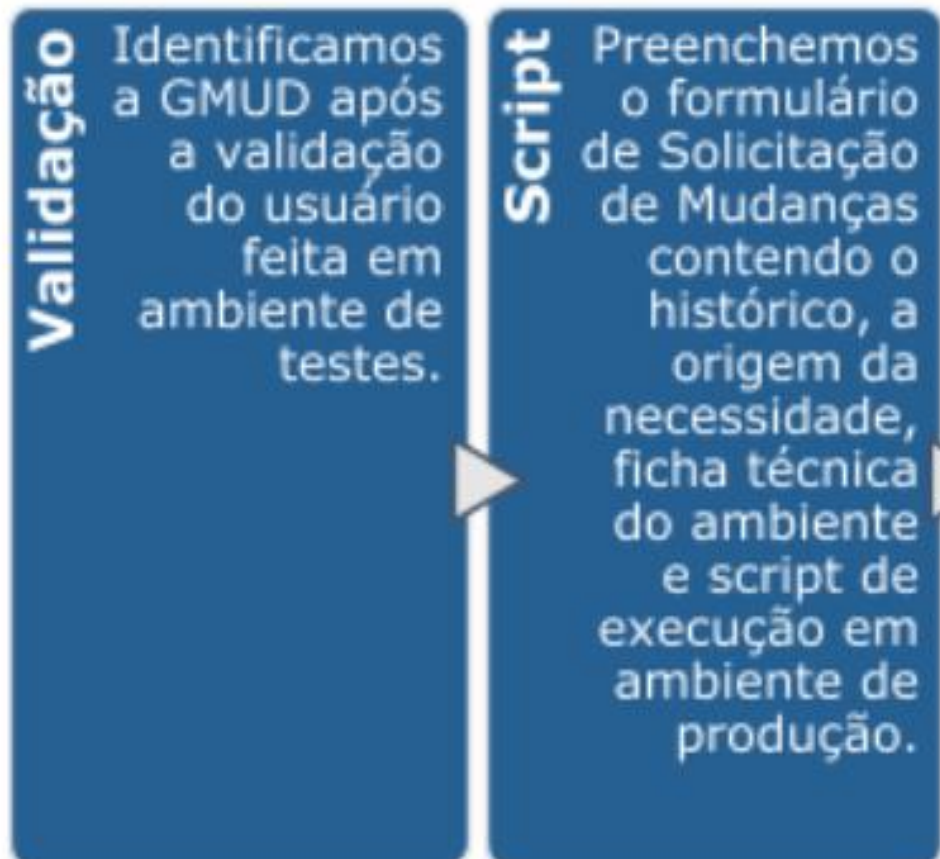 Validação
Identificamos
a GMUD após
a validação
do usuário
feita em
ambiente de
testes.
Script
Preenchemos
o formulário
de Solicitação
de Mudanças
contendo o
histórico, a
origem da
necessidade,
ficha técnica
do ambiente
e script de
execução em
ambiente de
produção.